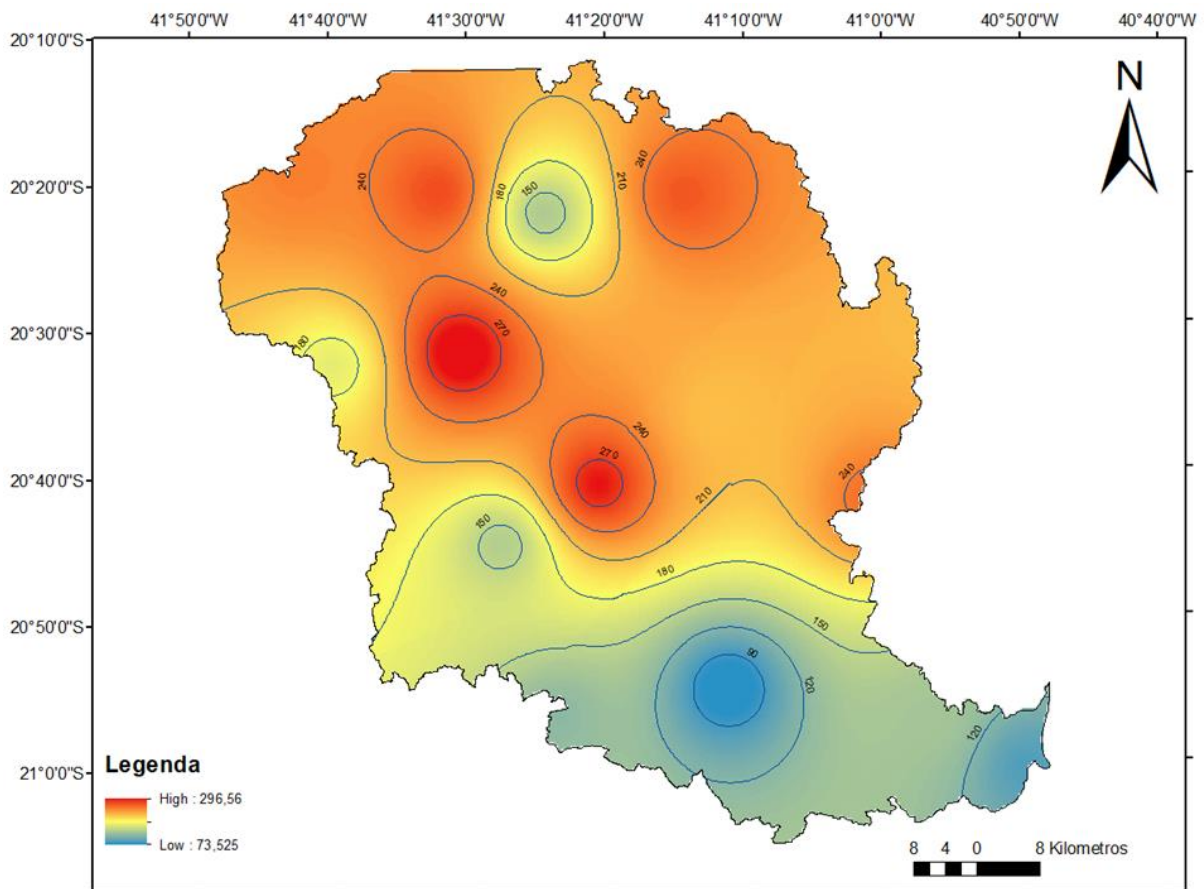 41°50'0"W 41°40'0"W 41°30'0"W 41°20'0"W 41°10'0"W 41°0'0"W 40°50'0"W 40°40'0"W
20°10'0"S
N
240
20°20'0"S
240
180
150
210
240
270
20°30'0"S
180
240
270
20°40'0"S
240
210
150
180
20°50'0"S
150
90
120
120
Legenda
21°0'0"S
High : 296,56
Low : 73,525
8 4 0 8 Kilometros